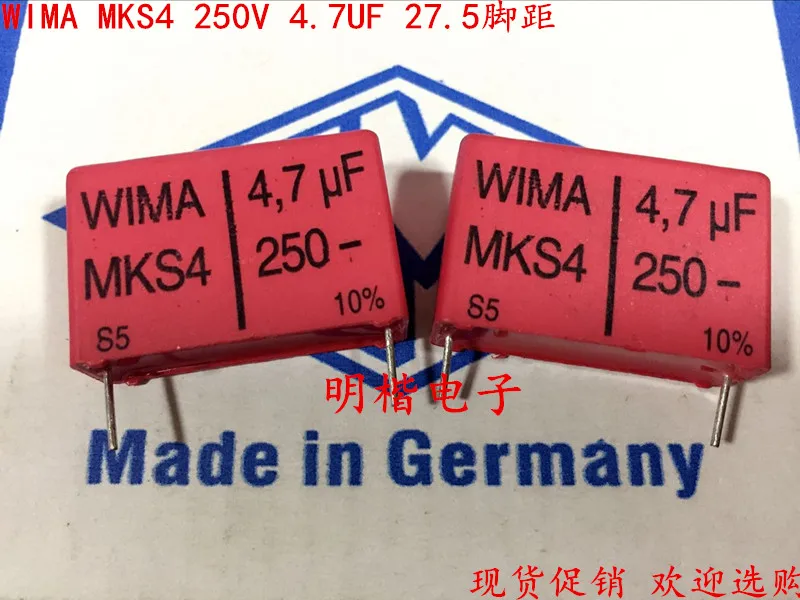 WIMA MKS4 250V 4.7UF 27.5脚距
WIMA
MKS4
S5
4,7 µF
250 –
10%
WIMA
MKS4
S5
4,7 µF
250 –
10%
明楷电子
Made in Germany
现货促销 欢迎选购